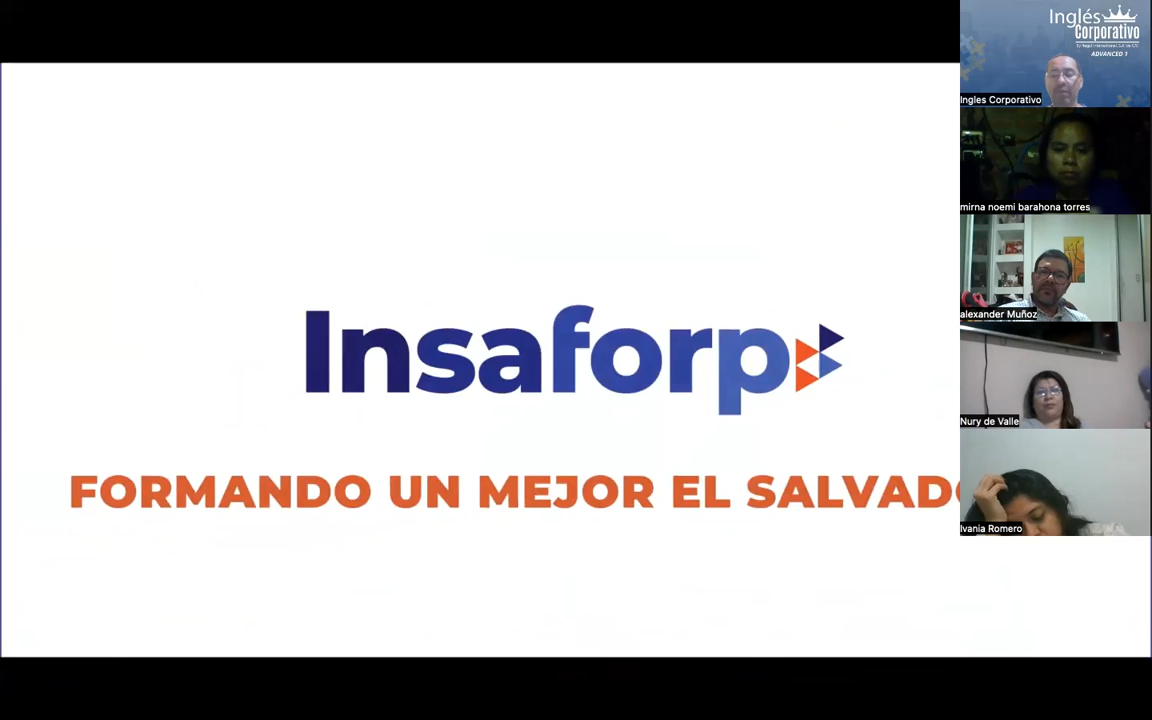 Inglés
Corporativo
ADVANCED 1
Ingles Corporativo
mirna noemi barahona torres
alexander Muñoz
Nury de Valle
Ivania Romero
Insaforp
FORMANDO UN MEJOR EL SALVADO